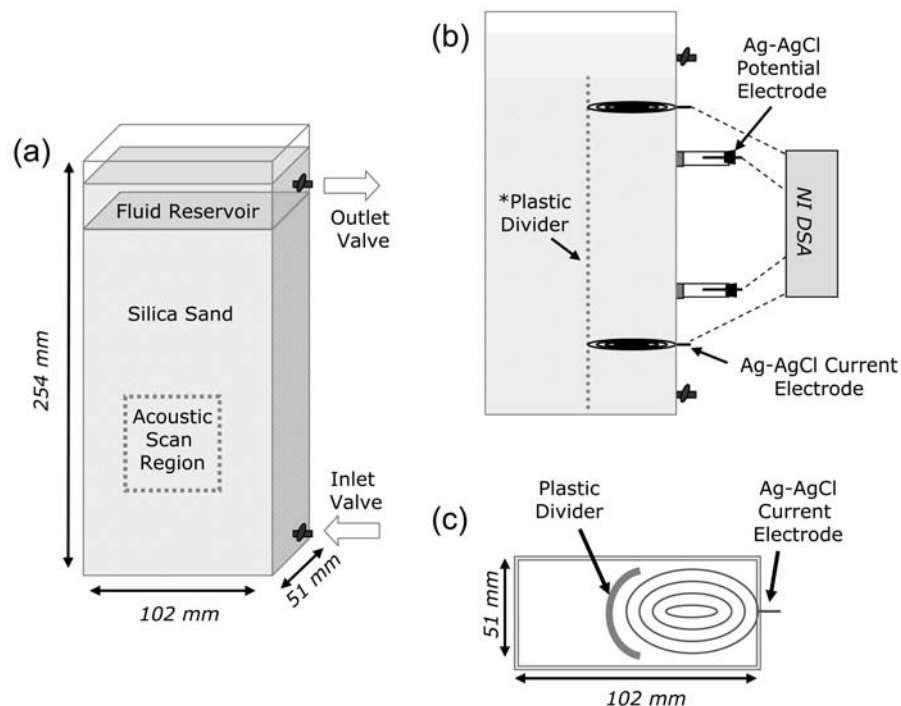 (a)
Fluid Reservoir
Outlet
Valve
Silica Sand
254 mm
Acoustic
Scan
Region
Inlet
Valve
51 mm
102 mm
(b)
Ag-AgCl
Potential
Electrode
*Plastic
Divider
NI DSA
Ag-AgCl Current
Electrode
(c)
Plastic
Divider
Ag-AgCl
Current
Electrode
51 mm
102 mm